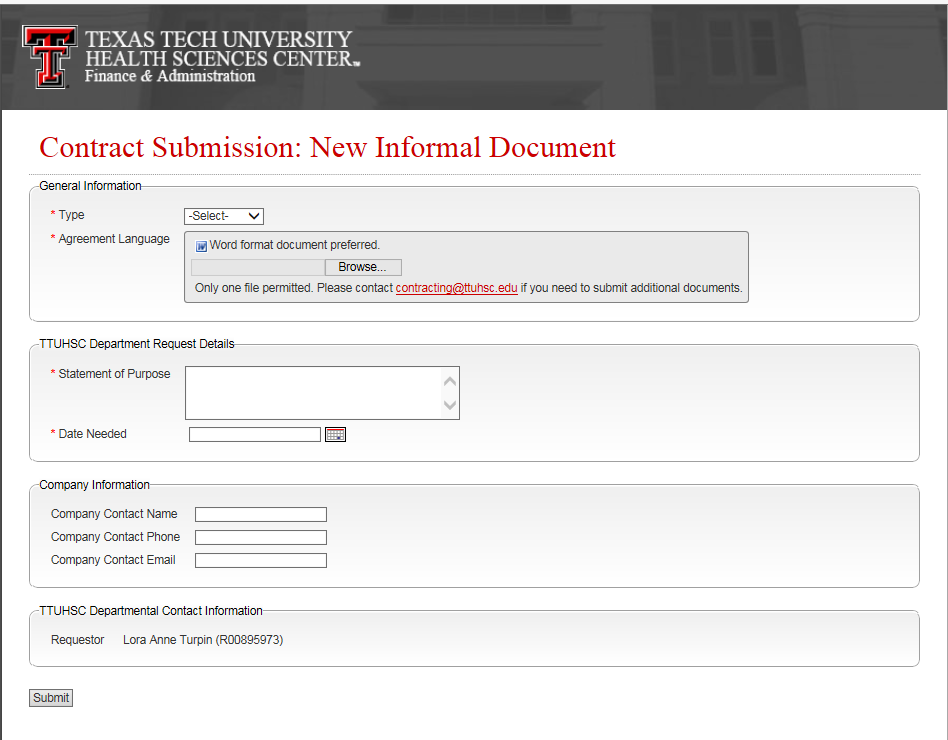 TEXAS TECH UNIVERSITY
HEALTH SCIENCES CENTER™
Finance & Administration
Contract Submission: New Informal Document
General Information
* Type -Select-
* Agreement Language
Word format document preferred.
Browse...
Only one file permitted. Please contact contracting@ttuhsc.edu if you need to submit additional documents.
TTUHSC Department Request Details
* Statement of Purpose
* Date Needed
Company Information
Company Contact Name
Company Contact Phone
Company Contact Email
TTUHSC Departmental Contact Information
Requestor Lora Anne Turpin (R00895973)
Submit